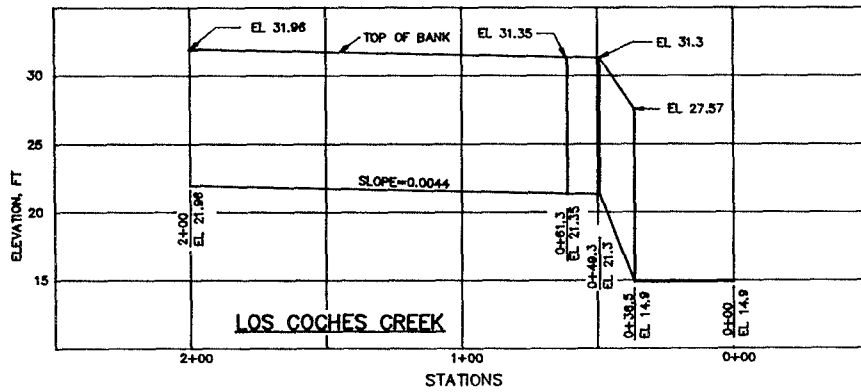 EL 31.96
TOP OF BANK
EL 31.35
EL 31.3
EL 27.57
30
25
20
15
ELEVATION, FT
SLOPE=0.0044
2+00
EL 21.96
0+61.3
EL 21.35
0+49.3
EL 21.3
0+36.5
EL 14.9
0+00
EL 14.9
LOS COCHES CREEK
2+00
1+00
0+00
STATIONS